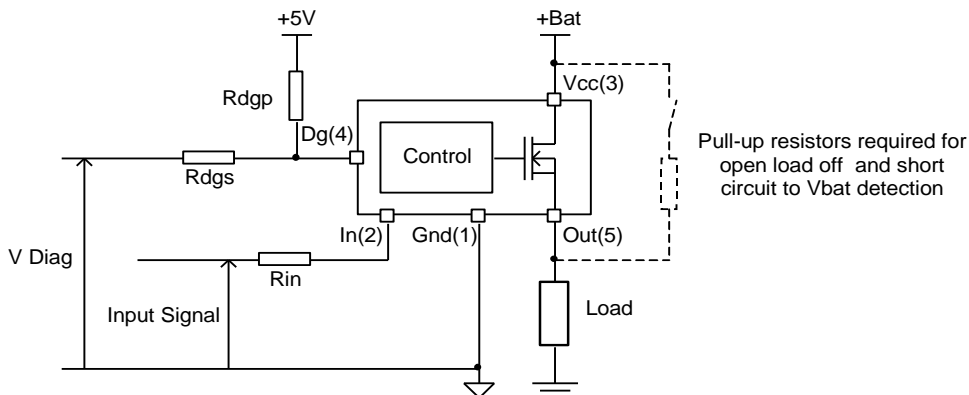 +5V
+Bat
Vcc(3)
Rdgp
Dg(4)
Control
Pull-up resistors required for
open load off and short
circuit to Vbat detection
Rdgs
In(2)
Gnd(1)
Out(5)
V Diag
Rin
Input Signal
Load